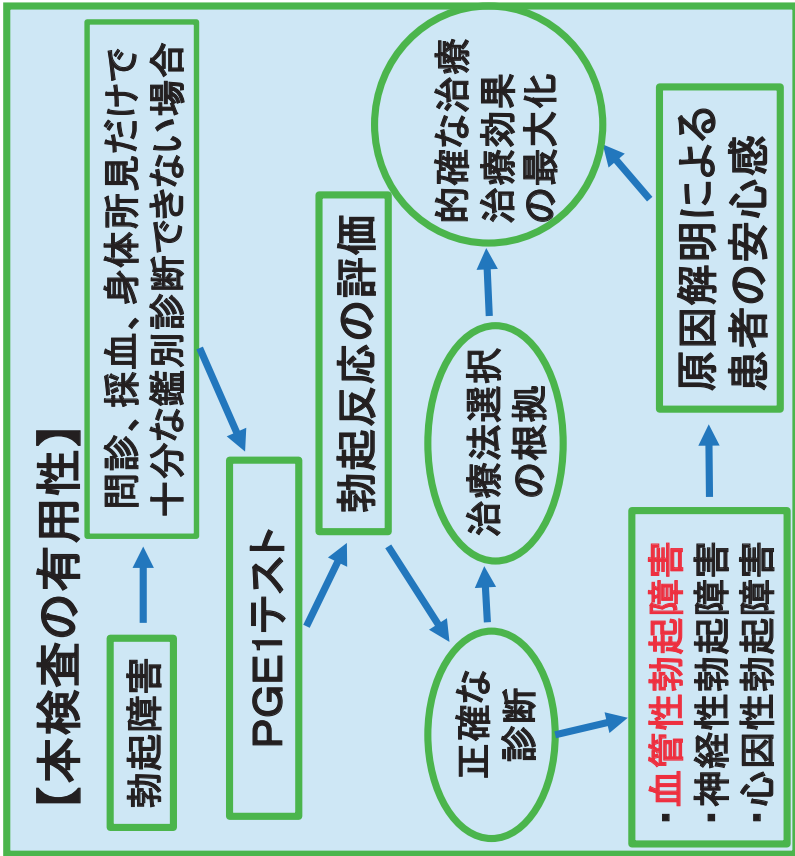 【本検査の有用性】
勃起障害
問診、採血、身体所見だけで
十分な鑑別診断できない場合
PGE1テスト
勃起反応の評価
正確な
診断
治療法選択
の根拠
的確な治療
治療効果
の最大化
・血管性勃起障害
・神経性勃起障害
・心因性勃起障害
原因解明による
患者の安心感